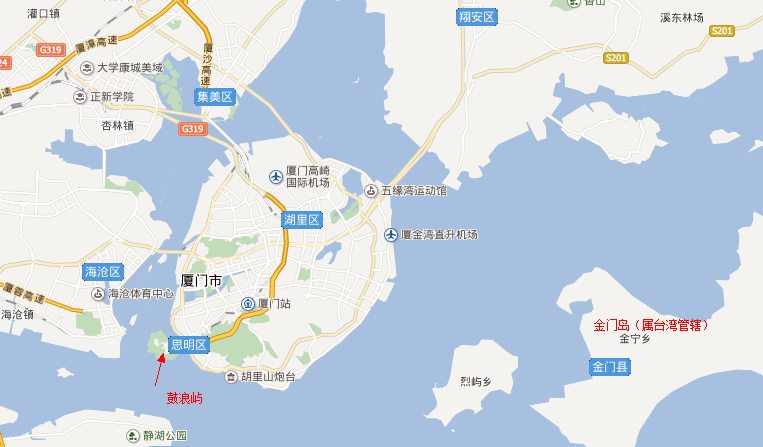 灌口镇
香山
翔安区
溪东林场
S201
厦漳高速
G319
厦沙高速
S201
24
大学康城美域
高速
正新学院
集美区
杏林镇
G319
厦门高崎
国际机场
五缘湾运动馆
湖里区
厦金湾直升机场
海沧区
厦门市
厦蓉高速
海沧体育中心
厦门站
海沧镇
金门岛（属台湾管辖）
金宁乡
思明区
金门县
胡里山炮台
烈屿乡
鼓浪屿
静湖公园